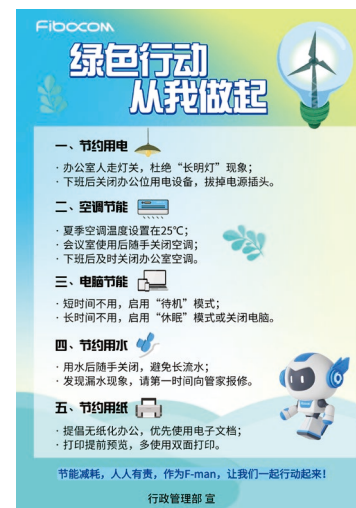 Fibocom
绿色行动
从我做起
一、节约用电
· 办公室人走灯关，杜绝“长明灯”现象；
· 下班后关闭办公位用电设备，拔掉电源插头。
二、空调节能
· 夏季空调温度设置在25℃；
· 会议室使用后随手关闭空调；
· 下班后及时关闭办公室空调。
三、电脑节能
· 短时间不用，启用“待机”模式；
· 长时间不用，启用“休眠”模式或关闭电脑。
四、节约用水
· 用水后随手关闭，避免长流水；
· 发现漏水现象，请第一时间向管家报修。
五、节约用纸
· 提倡无纸化办公，优先使用电子文档；
· 打印提前预览，多使用双面打印。
节能减耗，人人有责，作为F-man，让我们一起行动起来！
行政管理部 宣